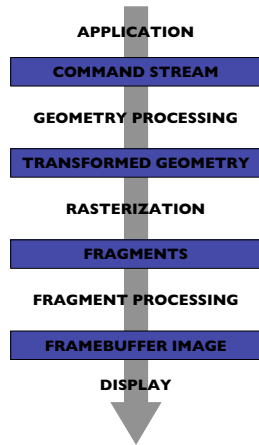 APPLICATION
COMMAND STREAM
GEOMETRY PROCESSING
TRANSFORMED GEOMETRY
RASTERIZATION
FRAGMENTS
FRAGMENT PROCESSING
FRAMEBUFFER IMAGE
DISPLAY